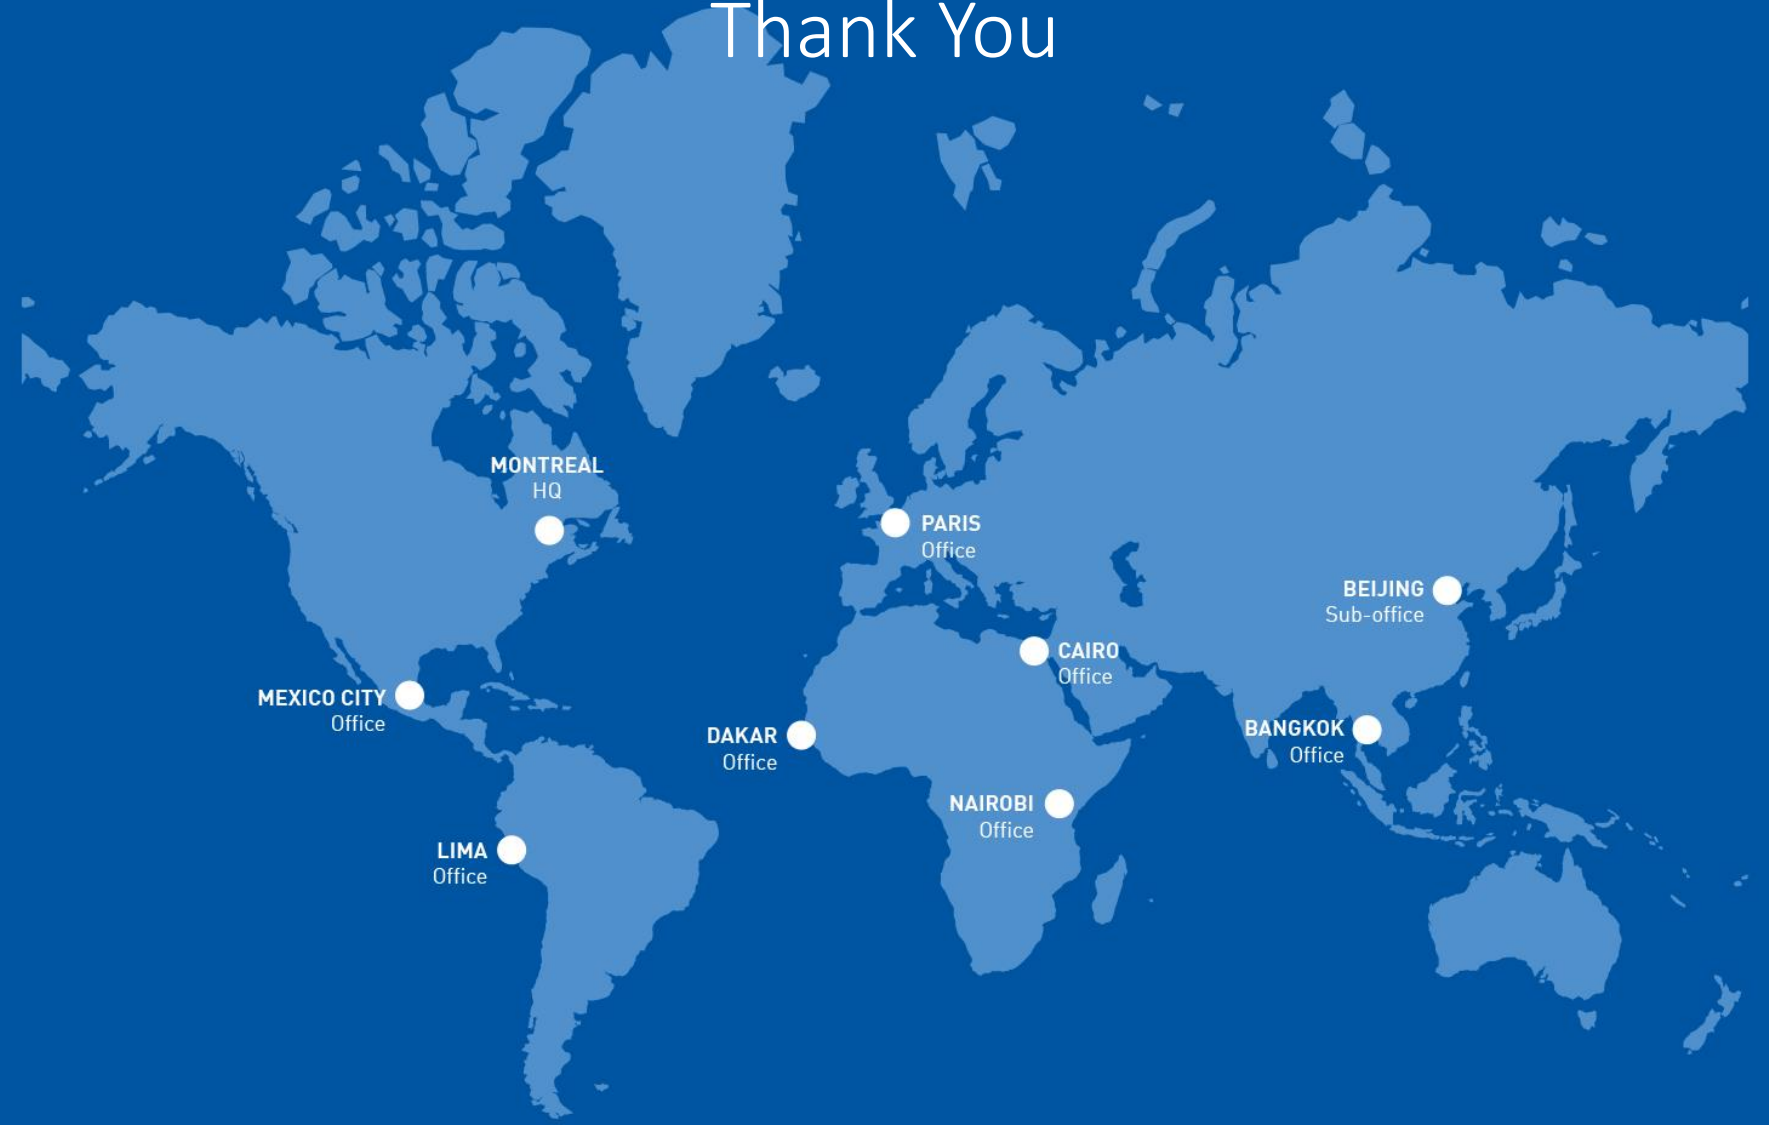 Thank You
MONTREAL
HQ
PARIS
Office
BEIJING
Sub-office
CAIRO
Office
MEXICO CITY
Office
DAKAR
Office
BANGKOK
Office
NAIROBI
Office
LIMA
Office